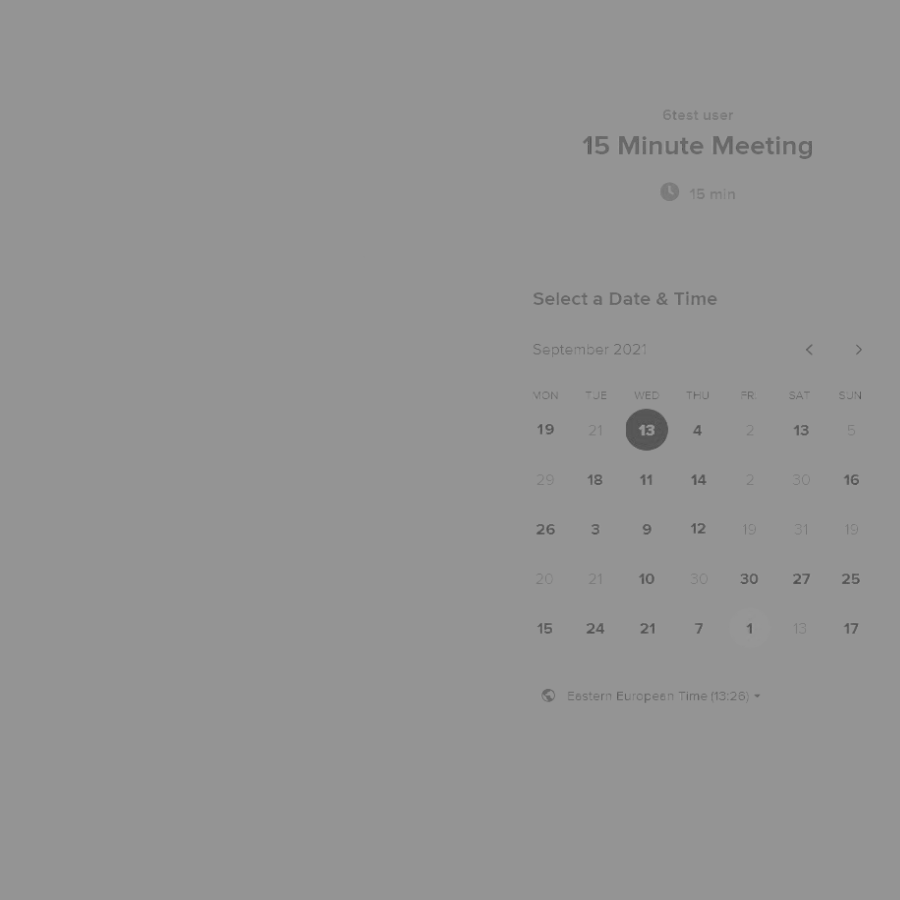 6test user
15 Minute Meeting
15 min
Select a Date & Time
September 2021
MON TUE WED THU FRI SAT SUN
19 21 13 4 2 13 5
29 18 11 14 2 30 16
26 3 9 12 19 31 19
20 21 10 30 30 27 25
15 24 21 7 1 13 17
Eastern European Time (13:26)